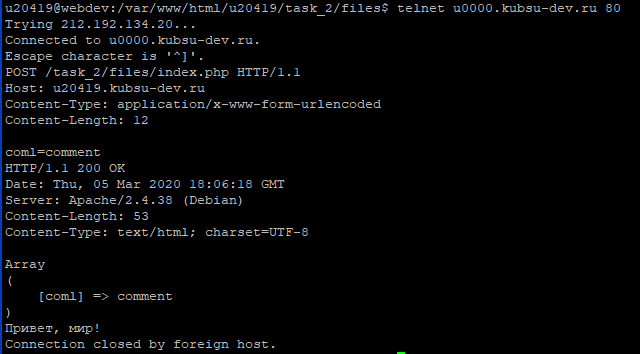 u20419@webdev:/var/www/html/u20419/task_2/files$ telnet u0000.kubsu-dev.ru 80
Trying 212.192.134.20...
Connected to u0000.kubsu-dev.ru.
Escape character is '^]'.
POST /task_2/files/index.php HTTP/1.1
Host: u20419.kubsu-dev.ru
Content-Type: application/x-www-form-urlencoded
Content-Length: 12

coml=comment
HTTP/1.1 200 OK
Date: Thu, 05 Mar 2020 18:06:18 GMT
Server: Apache/2.4.38 (Debian)
Content-Length: 53
Content-Type: text/html; charset=UTF-8

Array
(
    [coml] => comment
)
Привет, мир!
Connection closed by foreign host.